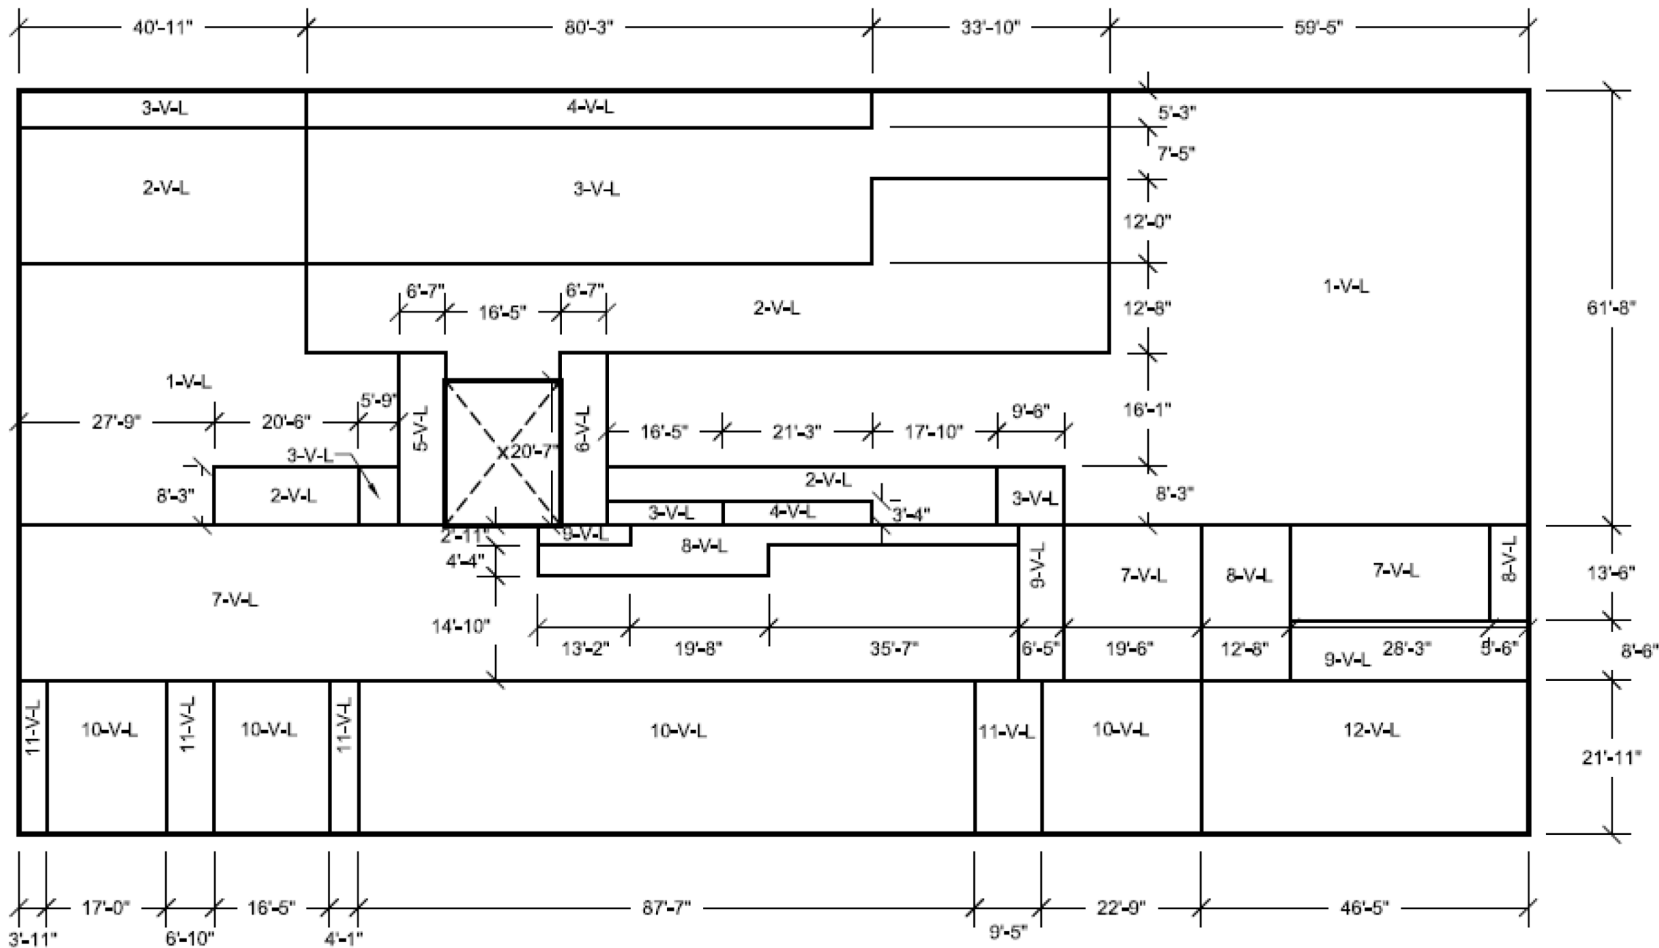 40'-11" 80'-3" 33'-10" 59'-5"
3-V-L 4-V-L 5'-3"
7'-5"
2-V-L 3-V-L
12'-0"
6'-7" 16'-5" 6'-7" 2-V-L 12'-8" 1-V-L 61'-8"
1-V-L
5'-9" 9'-6" 16'-1"
27'-9" 20'-6" 5-V-L 6-V-L 16'-5" 21'-3" 17'-10"
3-V-L 20'-7"
8'-3" 2-V-L 2-V-L 3-V-L 8'-3"
3-V-L 4-V-L 3'-4"
2'-11" 9-V-L
4'-4" 8-V-L 9-V-L 7-V-L 8-V-L 7-V-L 8-V-L 13'-6"
7-V-L
14'-10" 13'-2" 19'-8" 35'-7" 6'-5" 19'-6" 12'-8" 9-V-L 28'-3" 5'-6" 8'-6"
11-V-L 10-V-L 11-V-L 10-V-L 11-V-L 10-V-L 11-V-L 10-V-L 12-V-L
21'-11"
17'-0" 16'-5" 87'-7" 22'-9" 46'-5"
3'-11" 6'-10" 4'-1" 9'-5"